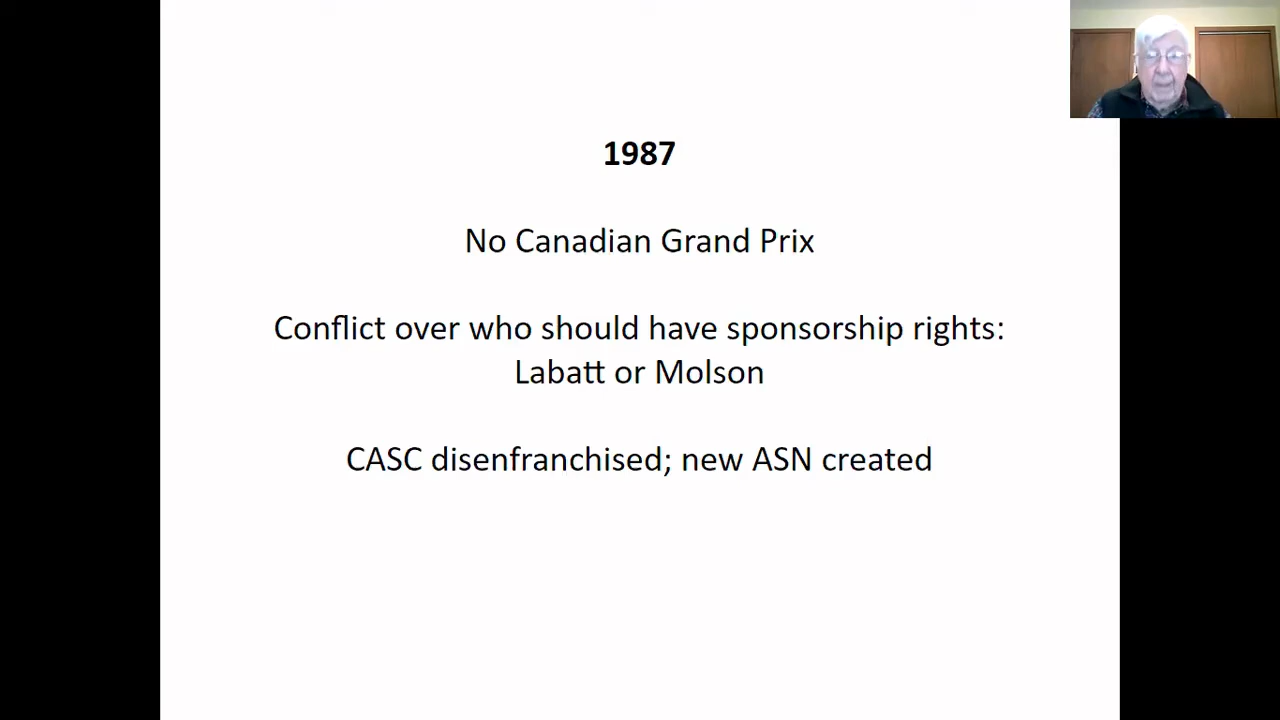 1987
No Canadian Grand Prix
Conflict over who should have sponsorship rights:
Labatt or Molson
CASC disenfranchised; new ASN created